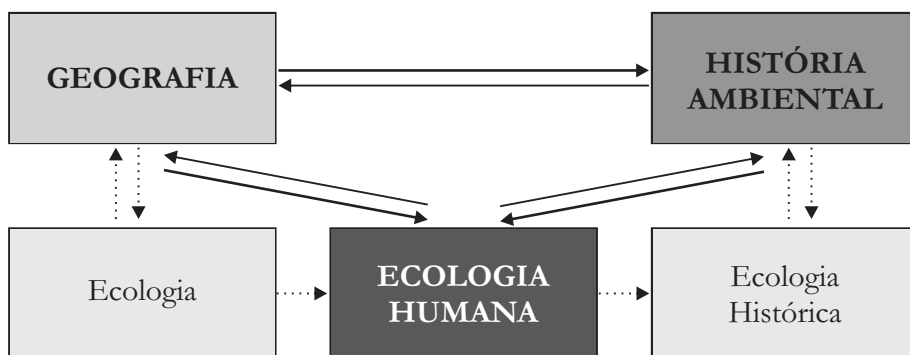 GEOGRAFIA
HISTÓRIA
AMBIENTAL
Ecologia
ECOLOGIA
HUMANA
Ecologia
Histórica